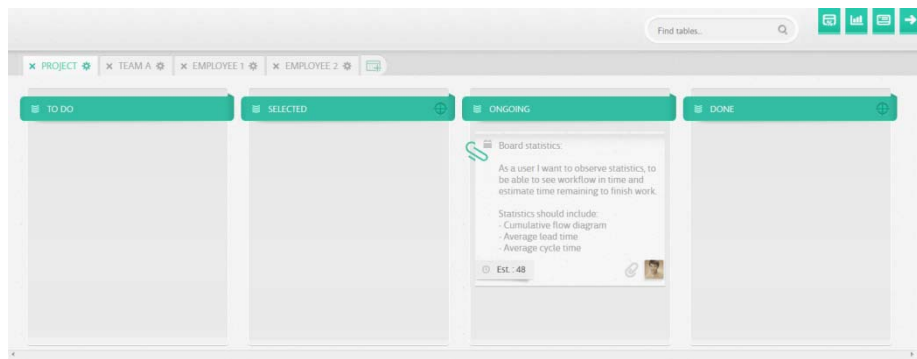 Find tables..
× PROJECT
× TEAM A
× EMPLOYEE 1
× EMPLOYEE 2
TO DO
SELECTED
ONGOING
DONE
Board statistics:
As a user I want to observe statistics, to
be able to see workflow in time and
estimate time remaining to finish work.
Statistics should include:
- Cumulative flow diagram
- Average lead time
- Average cycle time
Est. : 48